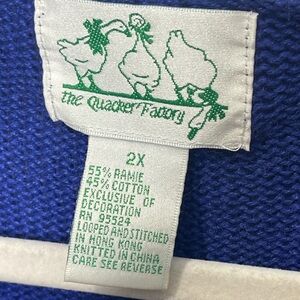 the Quacker Factory
2X
55% RAMIE
45% COTTON
EXCLUSIVE OF
DECORATION
RN 95524
LOOPED AND STITCHED
IN HONG KONG
KNITTED IN CHINA
CARE SEE REVERSE